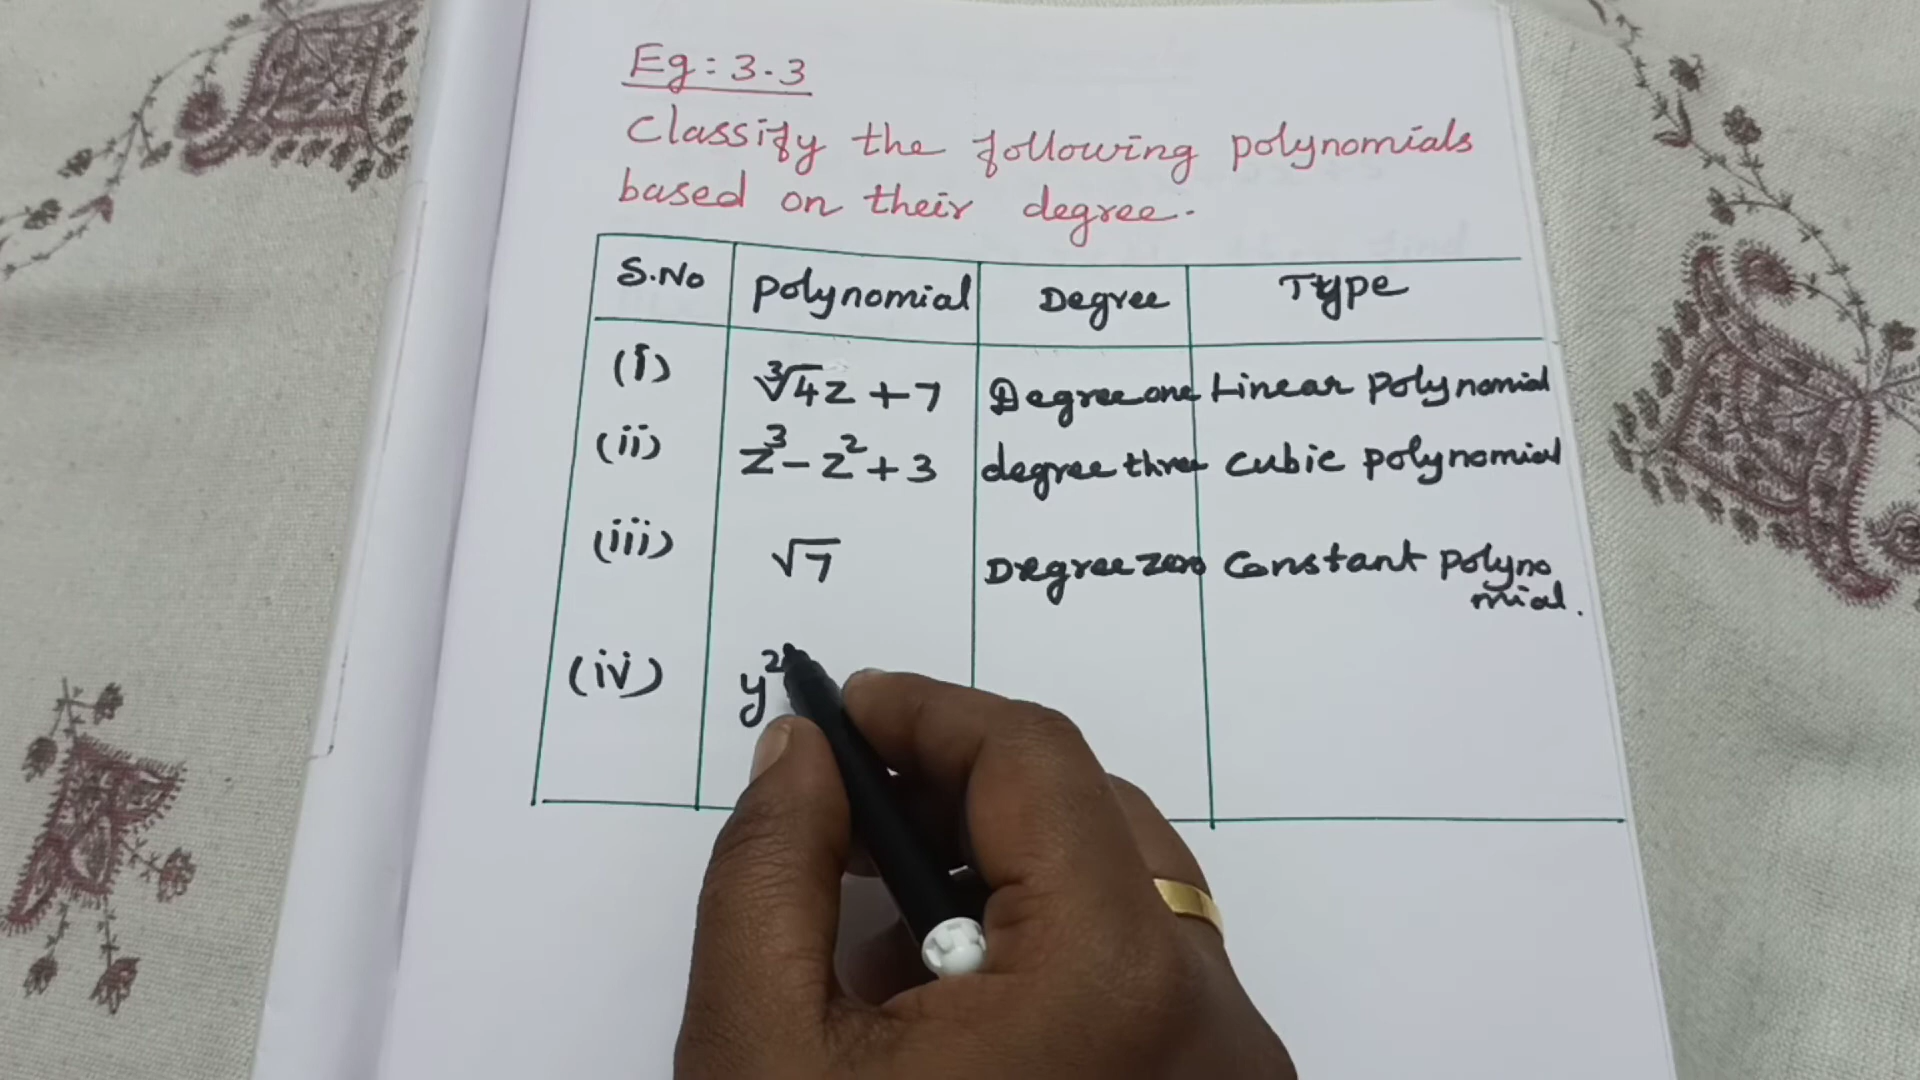 Eg: 3.3
Classify the following polynomials
based on their degree.
S.No polynomial Degree Type
(i) ∛4z + 7 Degree one Linear polynomial
(ii) z³ - z² + 3 degree three cubic polynomial
(iii) √7 Degree zero Constant polyno
mial.
(iv) y²